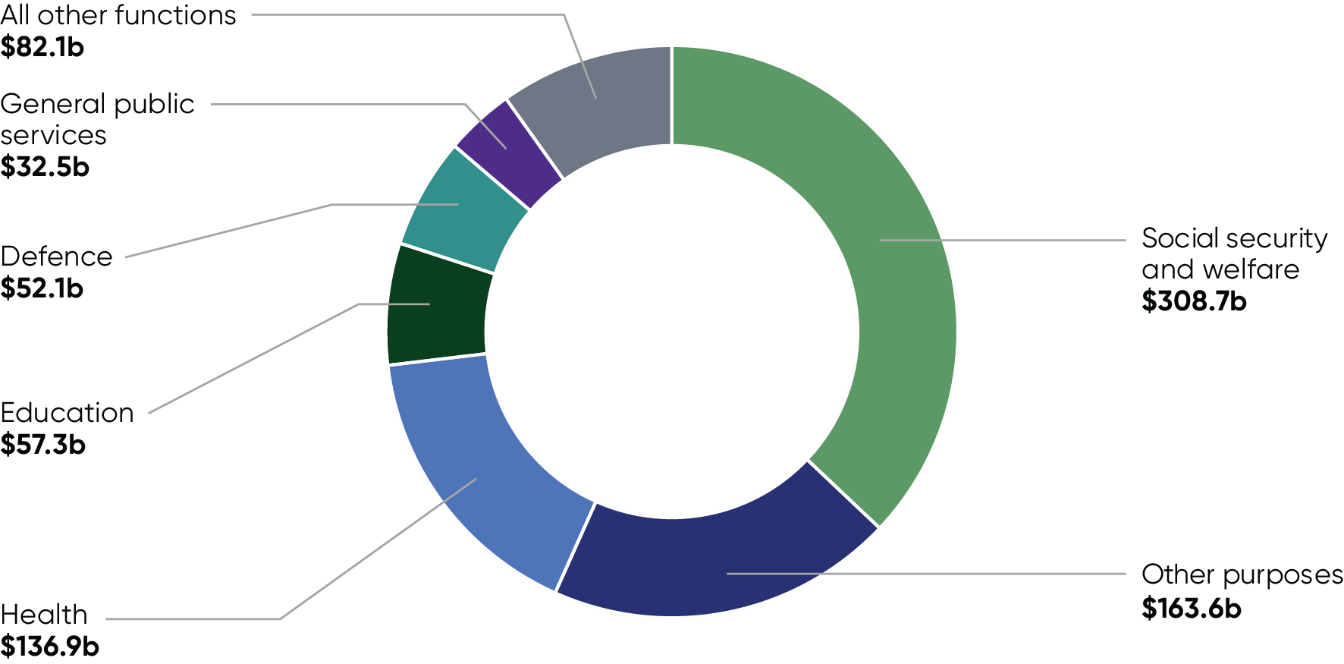 All other functions
$82.1b
General public
services
$32.5b
Defence
$52.1b
Education
$57.3b
Health
$136.9b
Social security
and welfare
$308.7b
Other purposes
$163.6b